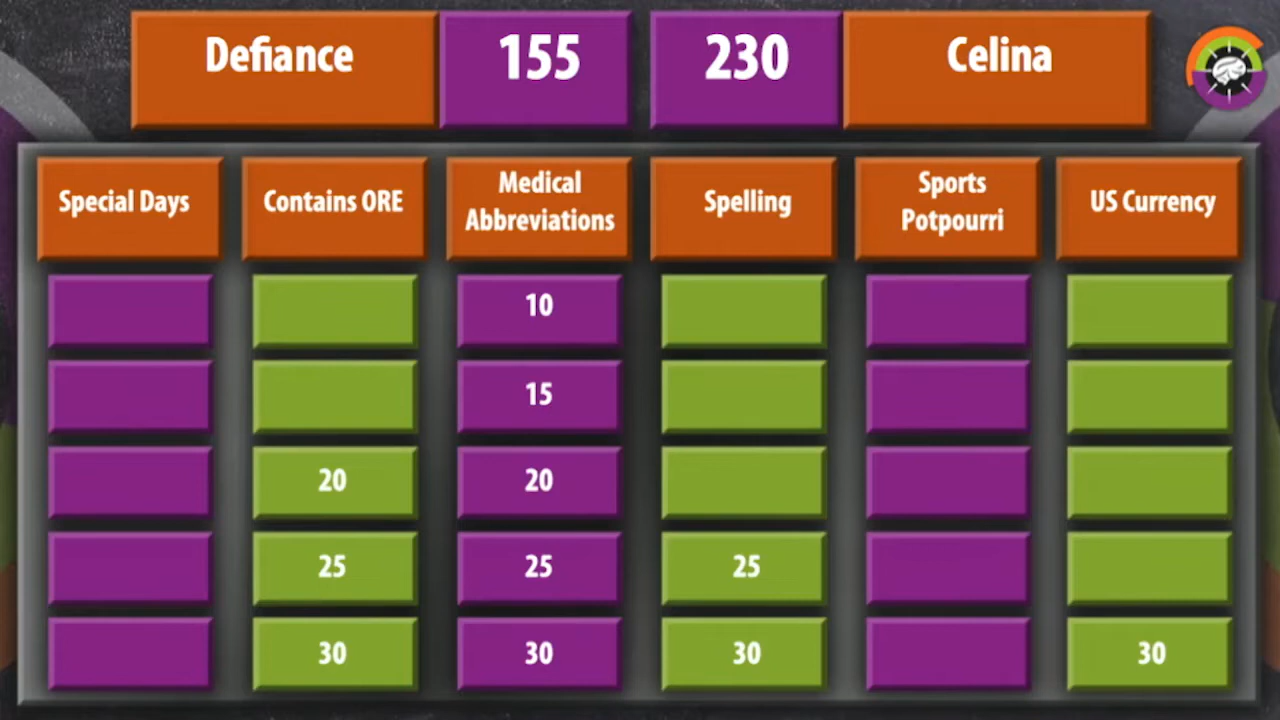 Defiance 155 230 Celina
Special Days
Contains ORE
Medical
Abbreviations
Spelling
Sports
Potpourri
US Currency
10
15
20 20
25 25 25
30 30 30 30